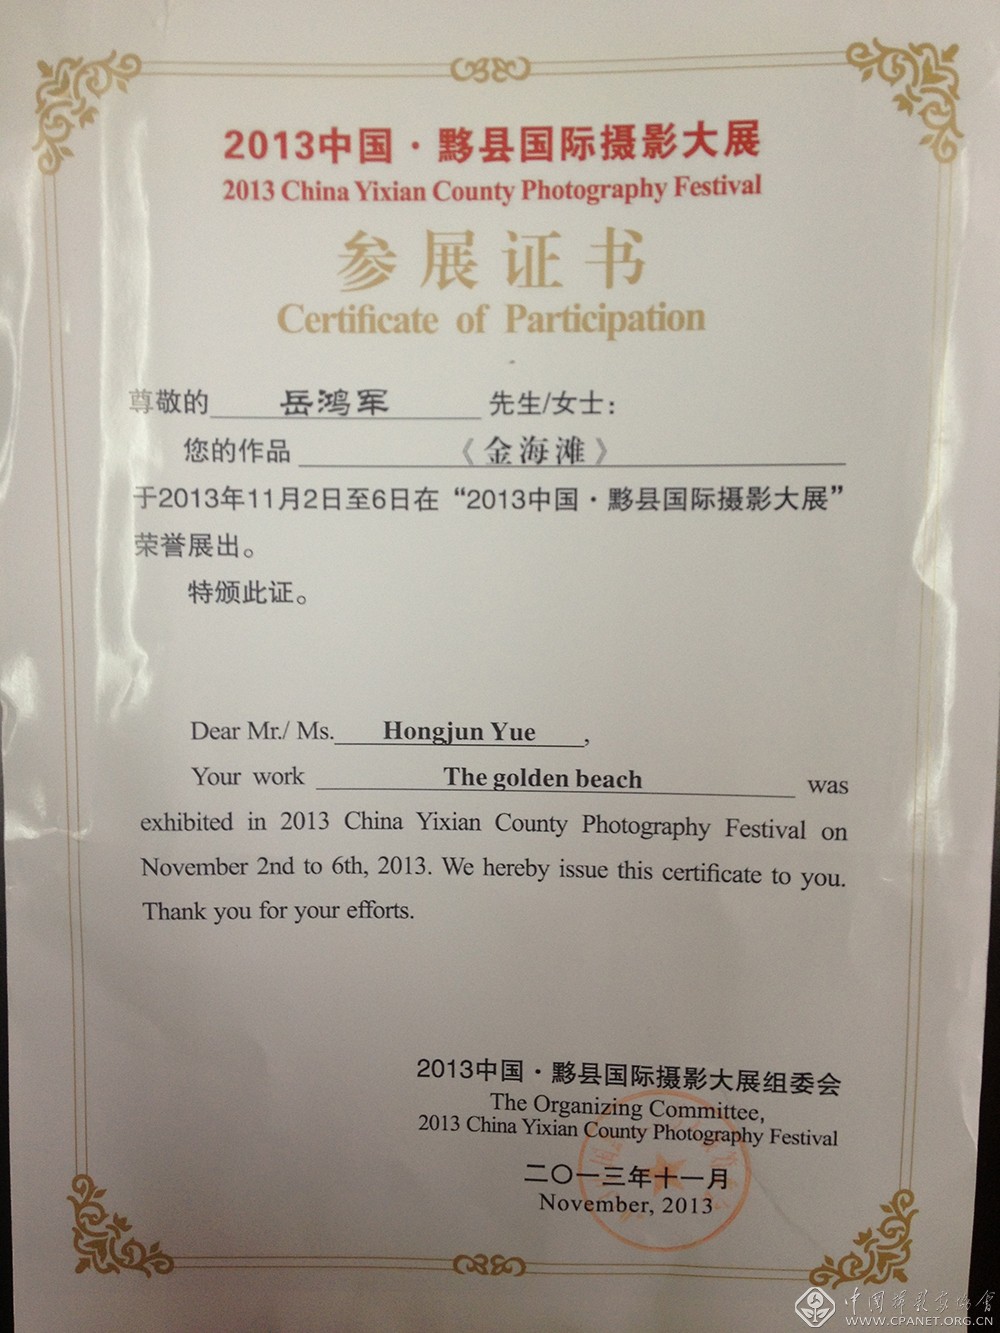 2013中国·黟县国际摄影大展
2013 China Yixian County Photography Festival
参展证书
Certificate of Participation
尊敬的 岳鸿军 先生/女士：
您的作品 《金海滩》
于2013年11月2日至6日在“2013中国·黟县国际摄影大展”
荣誉展出。
特颁此证。
Dear Mr./ Ms. Hongjun Yue ,
Your work The golden beach was
exhibited in 2013 China Yixian County Photography Festival on
November 2nd to 6th, 2013. We hereby issue this certificate to you.
Thank you for your efforts.
2013中国·黟县国际摄影大展组委会
The Organizing Committee,
2013 China Yixian County Photography Festival
二〇一三年十一月
November, 2013
中国摄影家协会
WWW.CPANET.ORG.CN